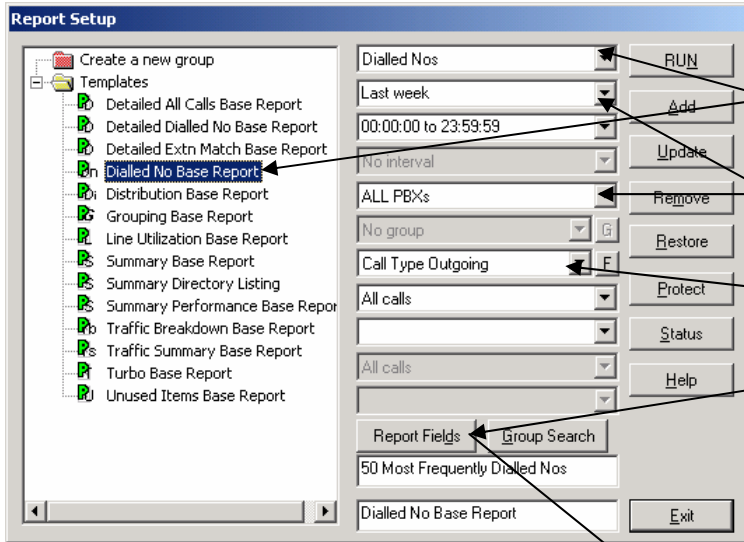 Report Setup
Create a new group
Templates
Detailed All Calls Base Report
Detailed Dialled No Base Report
Detailed Extn Match Base Report
Dialled No Base Report
Distribution Base Report
Grouping Base Report
Line Utilization Base Report
Summary Base Report
Summary Directory Listing
Summary Performance Base Repor
Traffic Breakdown Base Report
Traffic Summary Base Report
Turbo Base Report
Unused Items Base Report
Dialled Nos
Last week
00:00:00 to 23:59:59
No interval
ALL PBXs
No group
G
Call Type Outgoing
F
All calls
All calls
Report Fields
Group Search
50 Most Frequently Dialled Nos
Dialled No Base Report
RUN
Add
Update
Remove
Restore
Protect
Status
Help
Exit